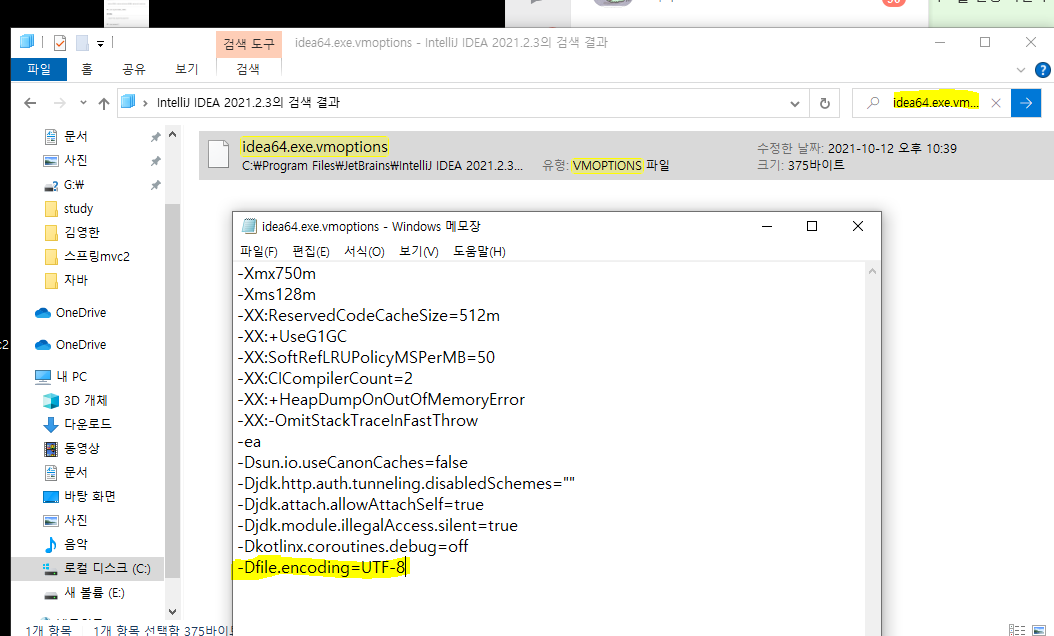 검색 도구
idea64.exe.vmoptions - IntelliJ IDEA 2021.2.3의 검색 결과
파일 홈 공유 보기 검색
IntelliJ IDEA 2021.2.3의 검색 결과
idea64.exe.vm...
문서
사진
G:₩
study
김영한
스프링mvc2
자바
OneDrive
OneDrive
내 PC
3D 개체
다운로드
동영상
문서
바탕 화면
사진
음악
로컬 디스크 (C:)
새 볼륨 (E:)
1개 항목 1개 항목 선택함 375바이
idea64.exe.vmoptions
C:₩Program Files₩JetBrains₩IntelliJ IDEA 2021.2.3...
유형: VMOPTIONS 파일
수정한 날짜: 2021-10-12 오후 10:39
크기: 375바이트
idea64.exe.vmoptions - Windows 메모장
파일(F) 편집(E) 서식(O) 보기(V) 도움말(H)
-Xmx750m
-Xms128m
-XX:ReservedCodeCacheSize=512m
-XX:+UseG1GC
-XX:SoftRefLRUPolicyMSPerMB=50
-XX:CICompilerCount=2
-XX:+HeapDumpOnOutOfMemoryError
-XX:-OmitStackTraceInFastThrow
-ea
-Dsun.io.useCanonCaches=false
-Djdk.http.auth.tunneling.disabledSchemes=""
-Djdk.attach.allowAttachSelf=true
-Djdk.module.illegalAccess.silent=true
-Dkotlinx.coroutines.debug=off
-Dfile.encoding=UTF-8